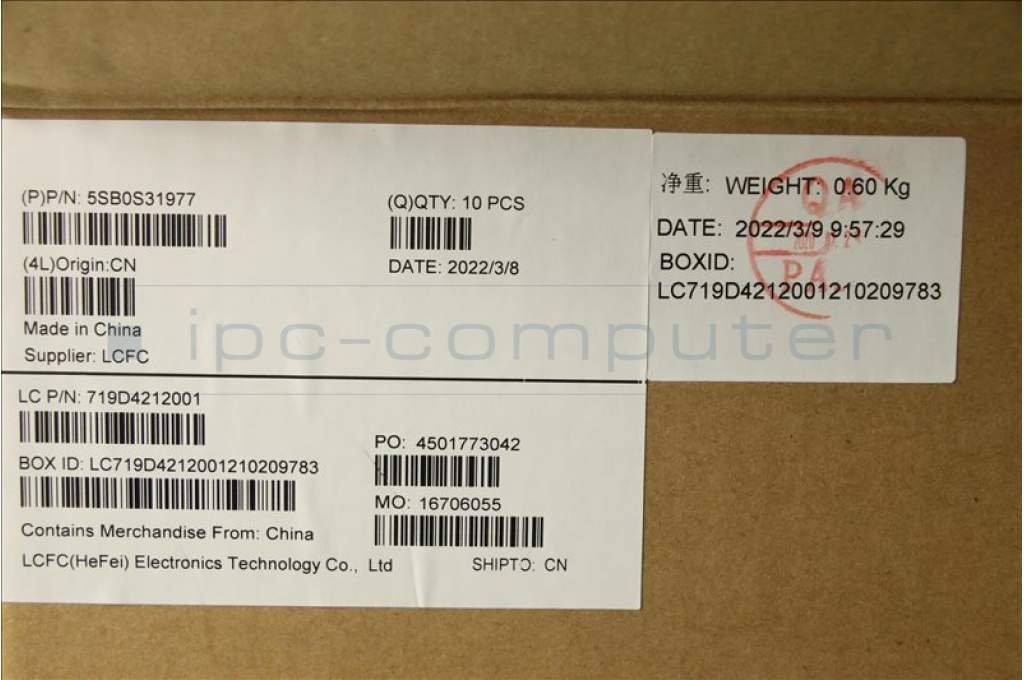 (P)P/N: 5SB0S31977
(Q)QTY: 10 PCS
(4L)Origin:CN
DATE: 2022/3/8
Made in China
Supplier: LCFC
净重: WEIGHT: 0.60 Kg
DATE: 2022/3/9 9:57:29
BOXID:
LC719D4212001210209783
QA
PA
ipc-computer
LC P/N: 719D4212001
PO: 4501773042
BOX ID: LC719D4212001210209783
MO: 16706055
Contains Merchandise From: China
LCFC(HeFei) Electronics Technology Co., Ltd
SHIPTO: CN